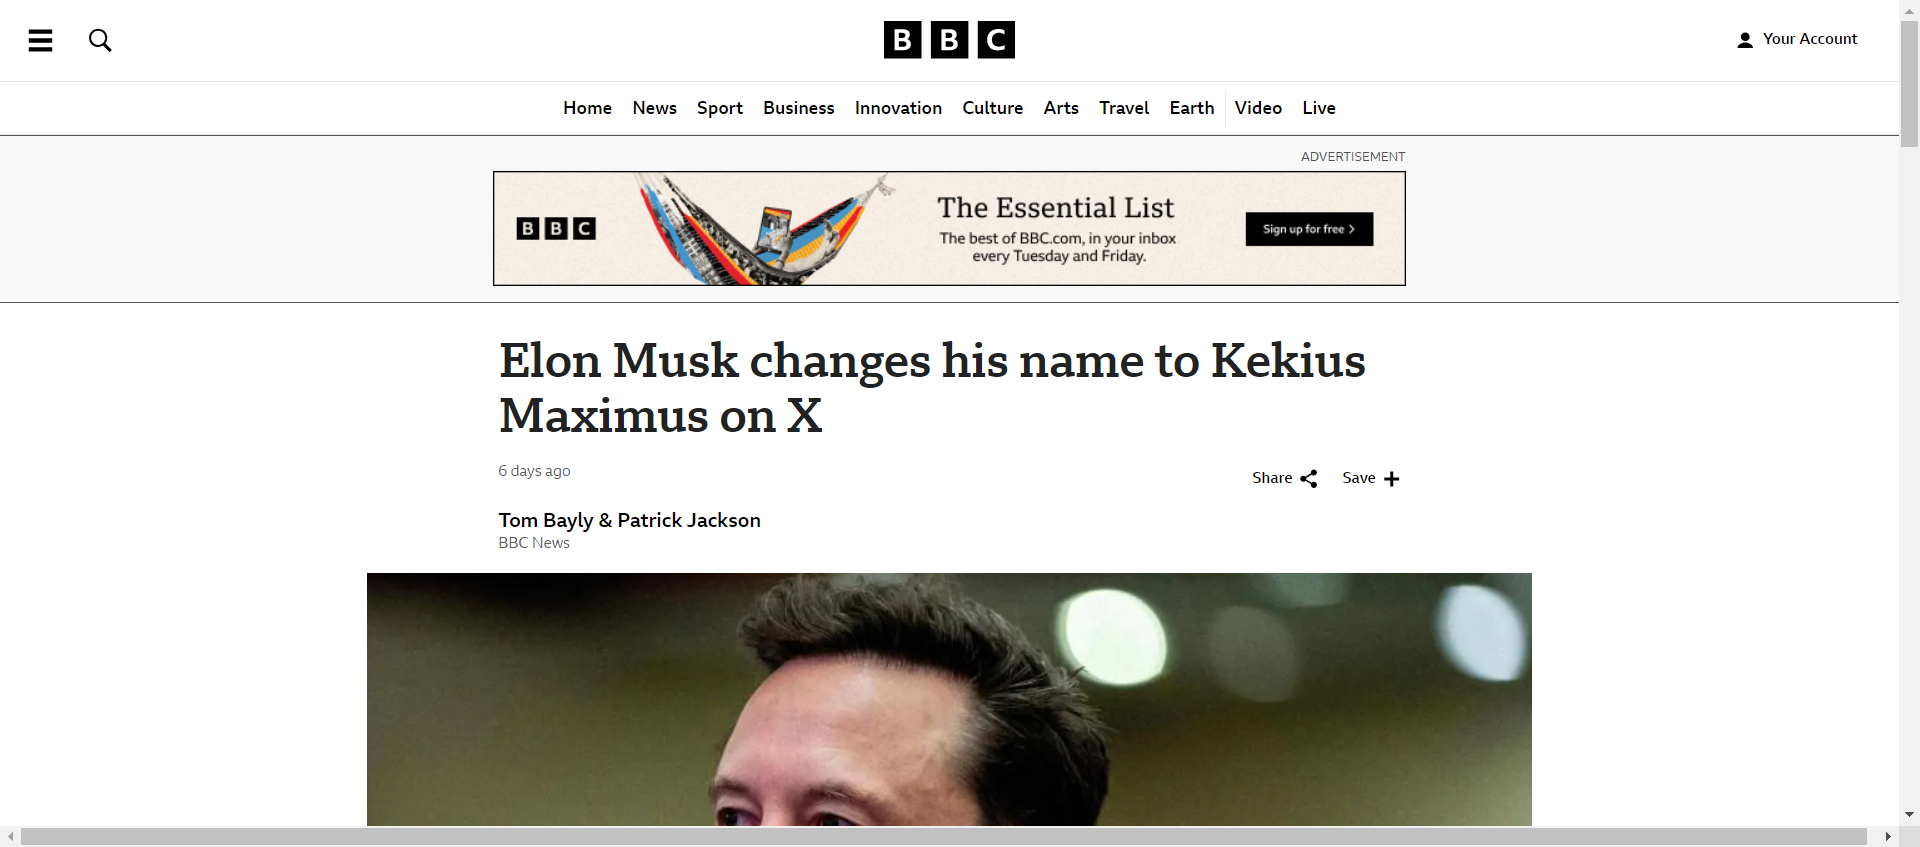 BBC
Your Account
Home News Sport Business Innovation Culture Arts Travel Earth Video Live
ADVERTISEMENT
BBC
The Essential List
The best of BBC.com, in your inbox
every Tuesday and Friday.
Sign up for free >
Elon Musk changes his name to Kekius
Maximus on X
6 days ago
Share Save
Tom Bayly & Patrick Jackson
BBC News